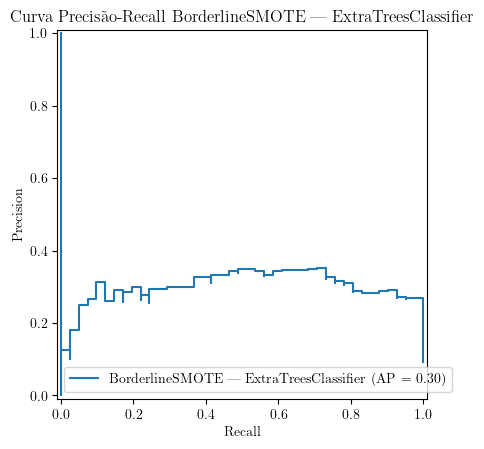 Curva Precisão-Recall BorderlineSMOTE — ExtraTreesClassifier
1.0
0.8
0.6
0.4
0.2
0.0
Precision
BorderlineSMOTE — ExtraTreesClassifier (AP = 0.30)
0.0 0.2 0.4 0.6 0.8 1.0
Recall